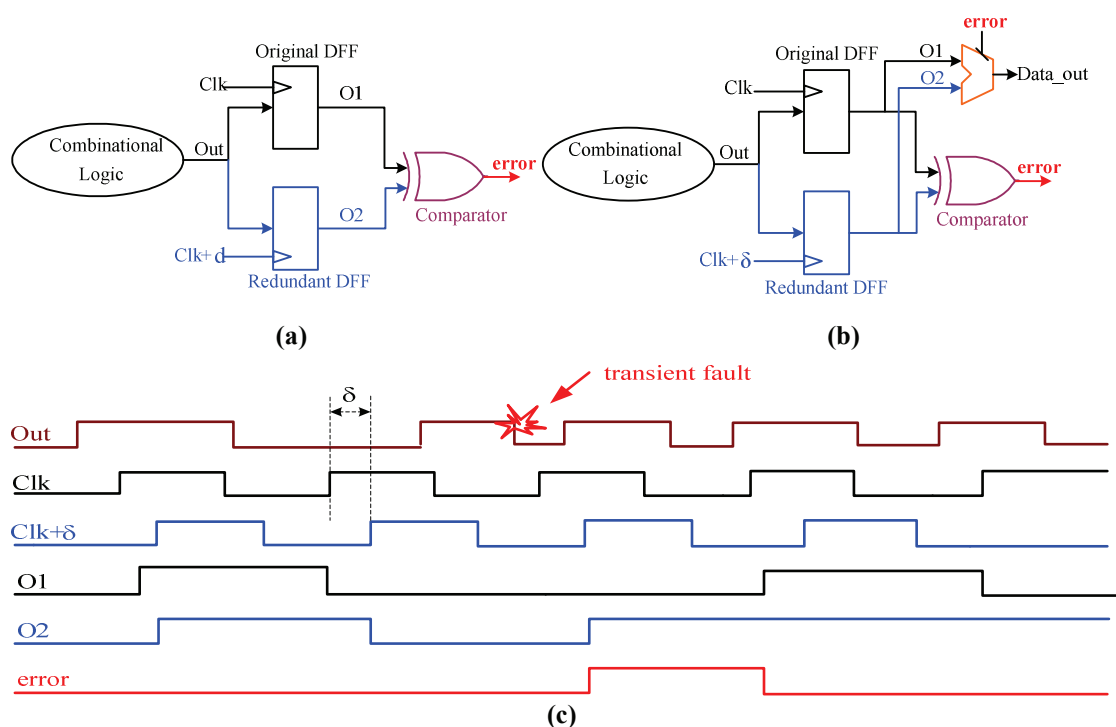 Original DFF
Clk
O1
Combinational
Logic
Out
error
Comparator
O2
Clk+d
Redundant DFF
(a)
error
O1
O2
Data_out
Original DFF
Clk
Combinational
Logic
Out
error
Comparator
Clk+δ
Redundant DFF
(b)
transient fault
δ
Out
Clk
Clk+δ
O1
O2
error
(c)